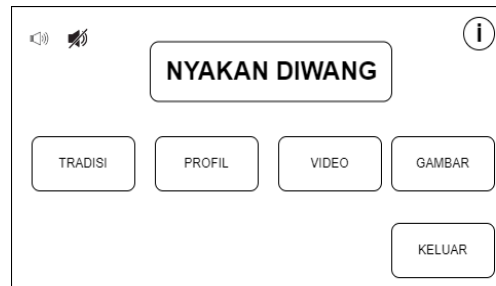 i
NYAKAN DIWANG
TRADISI
PROFIL
VIDEO
GAMBAR
KELUAR